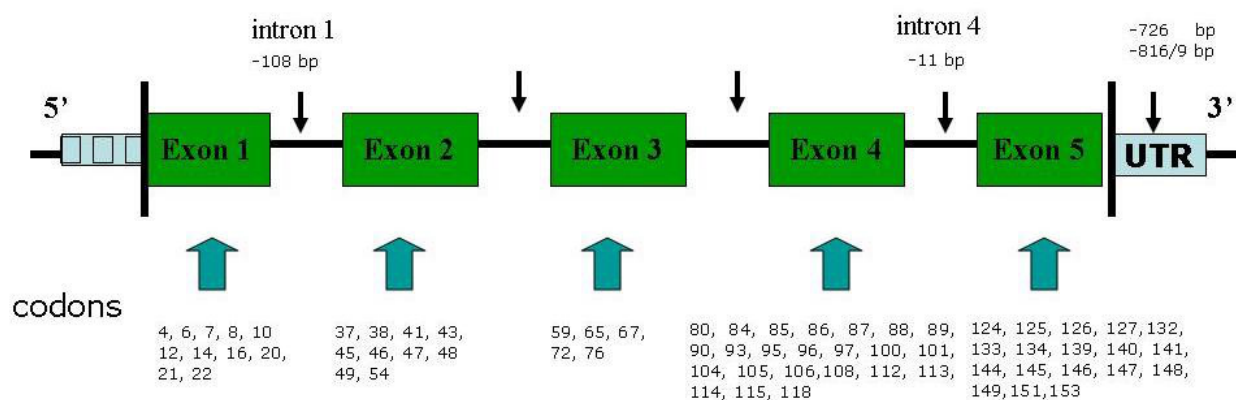 intron 1
-108 bp
intron 4
-11 bp
-726 bp
-816/9 bp
5’
3’
Exon 1
Exon 2
Exon 3
Exon 4
Exon 5
UTR
codons
4, 6, 7, 8, 10
12, 14, 16, 20,
21, 22
37, 38, 41, 43,
45, 46, 47, 48
49, 54
59, 65, 67,
72, 76
80, 84, 85, 86, 87, 88, 89,
90, 93, 95, 96, 97, 100, 101,
104, 105, 106,108, 112, 113,
114, 115, 118
124, 125, 126, 127,132,
133, 134, 139, 140, 141,
144, 145, 146, 147, 148,
149,151,153